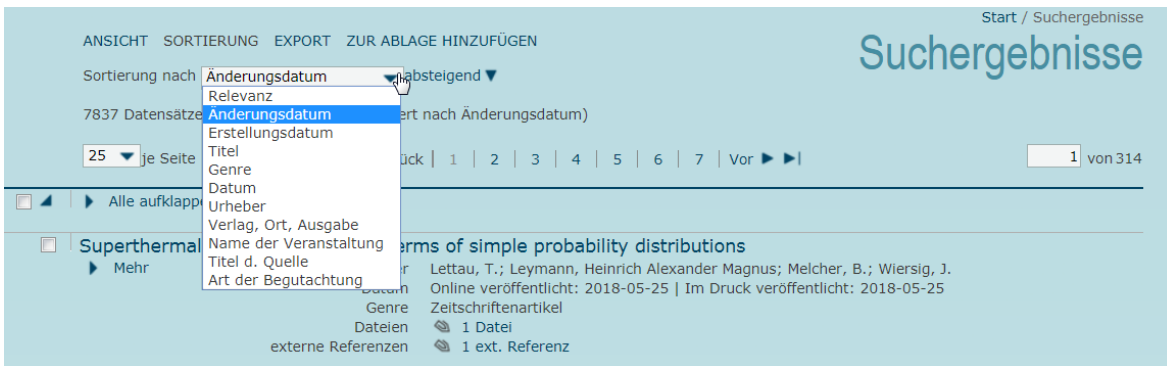 Start / Suchergebnisse
ANSICHT SORTIERUNG EXPORT ZUR ABLAGE HINZUFÜGEN
Suchergebnisse
Sortierung nach Änderungsdatum absteigend
Relevanz
7837 Datensätze ert nach Änderungsdatum)
Änderungsdatum
Erstellungsdatum
Titel
25 je Seite ück | 1 | 2 | 3 | 4 | 5 | 6 | 7 | Vor 1 von 314
Genre
Datum
Alle aufklappe
Urheber
Verlag, Ort, Ausgabe
Name der Veranstaltung
Titel d. Quelle
Art der Begutachtung
Superthermal rms of simple probability distributions
Mehr r Lettau, T.; Leymann, Heinrich Alexander Magnus; Melcher, B.; Wiersig, J.
Datum Online veröffentlicht: 2018-05-25 | Im Druck veröffentlicht: 2018-05-25
Genre Zeitschriftenartikel
Dateien 1 Datei
externe Referenzen 1 ext. Referenz